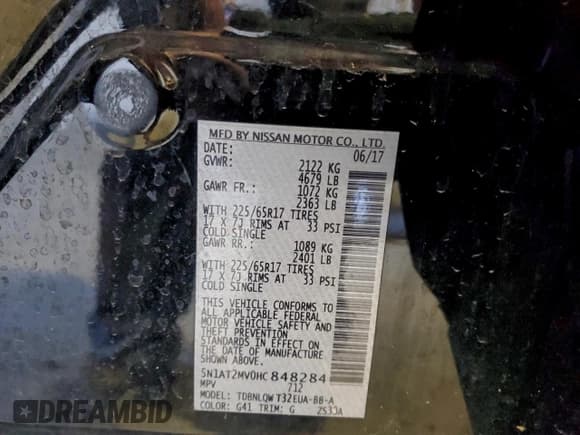 MFD BY NISSAN MOTOR CO., LTD.
DATE: 06/17
GVWR: 2122 KG
4679 LB
GAWR FR.: 1072 KG
2363 LB
WITH 225/65R17 TIRES
17 X 7J RIMS AT 33 PSI
COLD SINGLE
GAWR RR.: 1089 KG
2401 LB
WITH 225/65R17 TIRES
17 X 7J RIMS AT 33 PSI
COLD SINGLE
THIS VEHICLE CONFORMS TO
ALL APPLICABLE FEDERAL
MOTOR VEHICLE SAFETY AND
THEFT PREVENTION
STANDARDS IN EFFECT ON
THE DATE OF MANUFACTURE
SHOWN ABOVE.
5N1AT2MV0HC848284
MPV 712
MODEL: TDBNLQWT32EUA-BB-A
COLOR: G41 TRIM: G
AUTOBIDMASTER